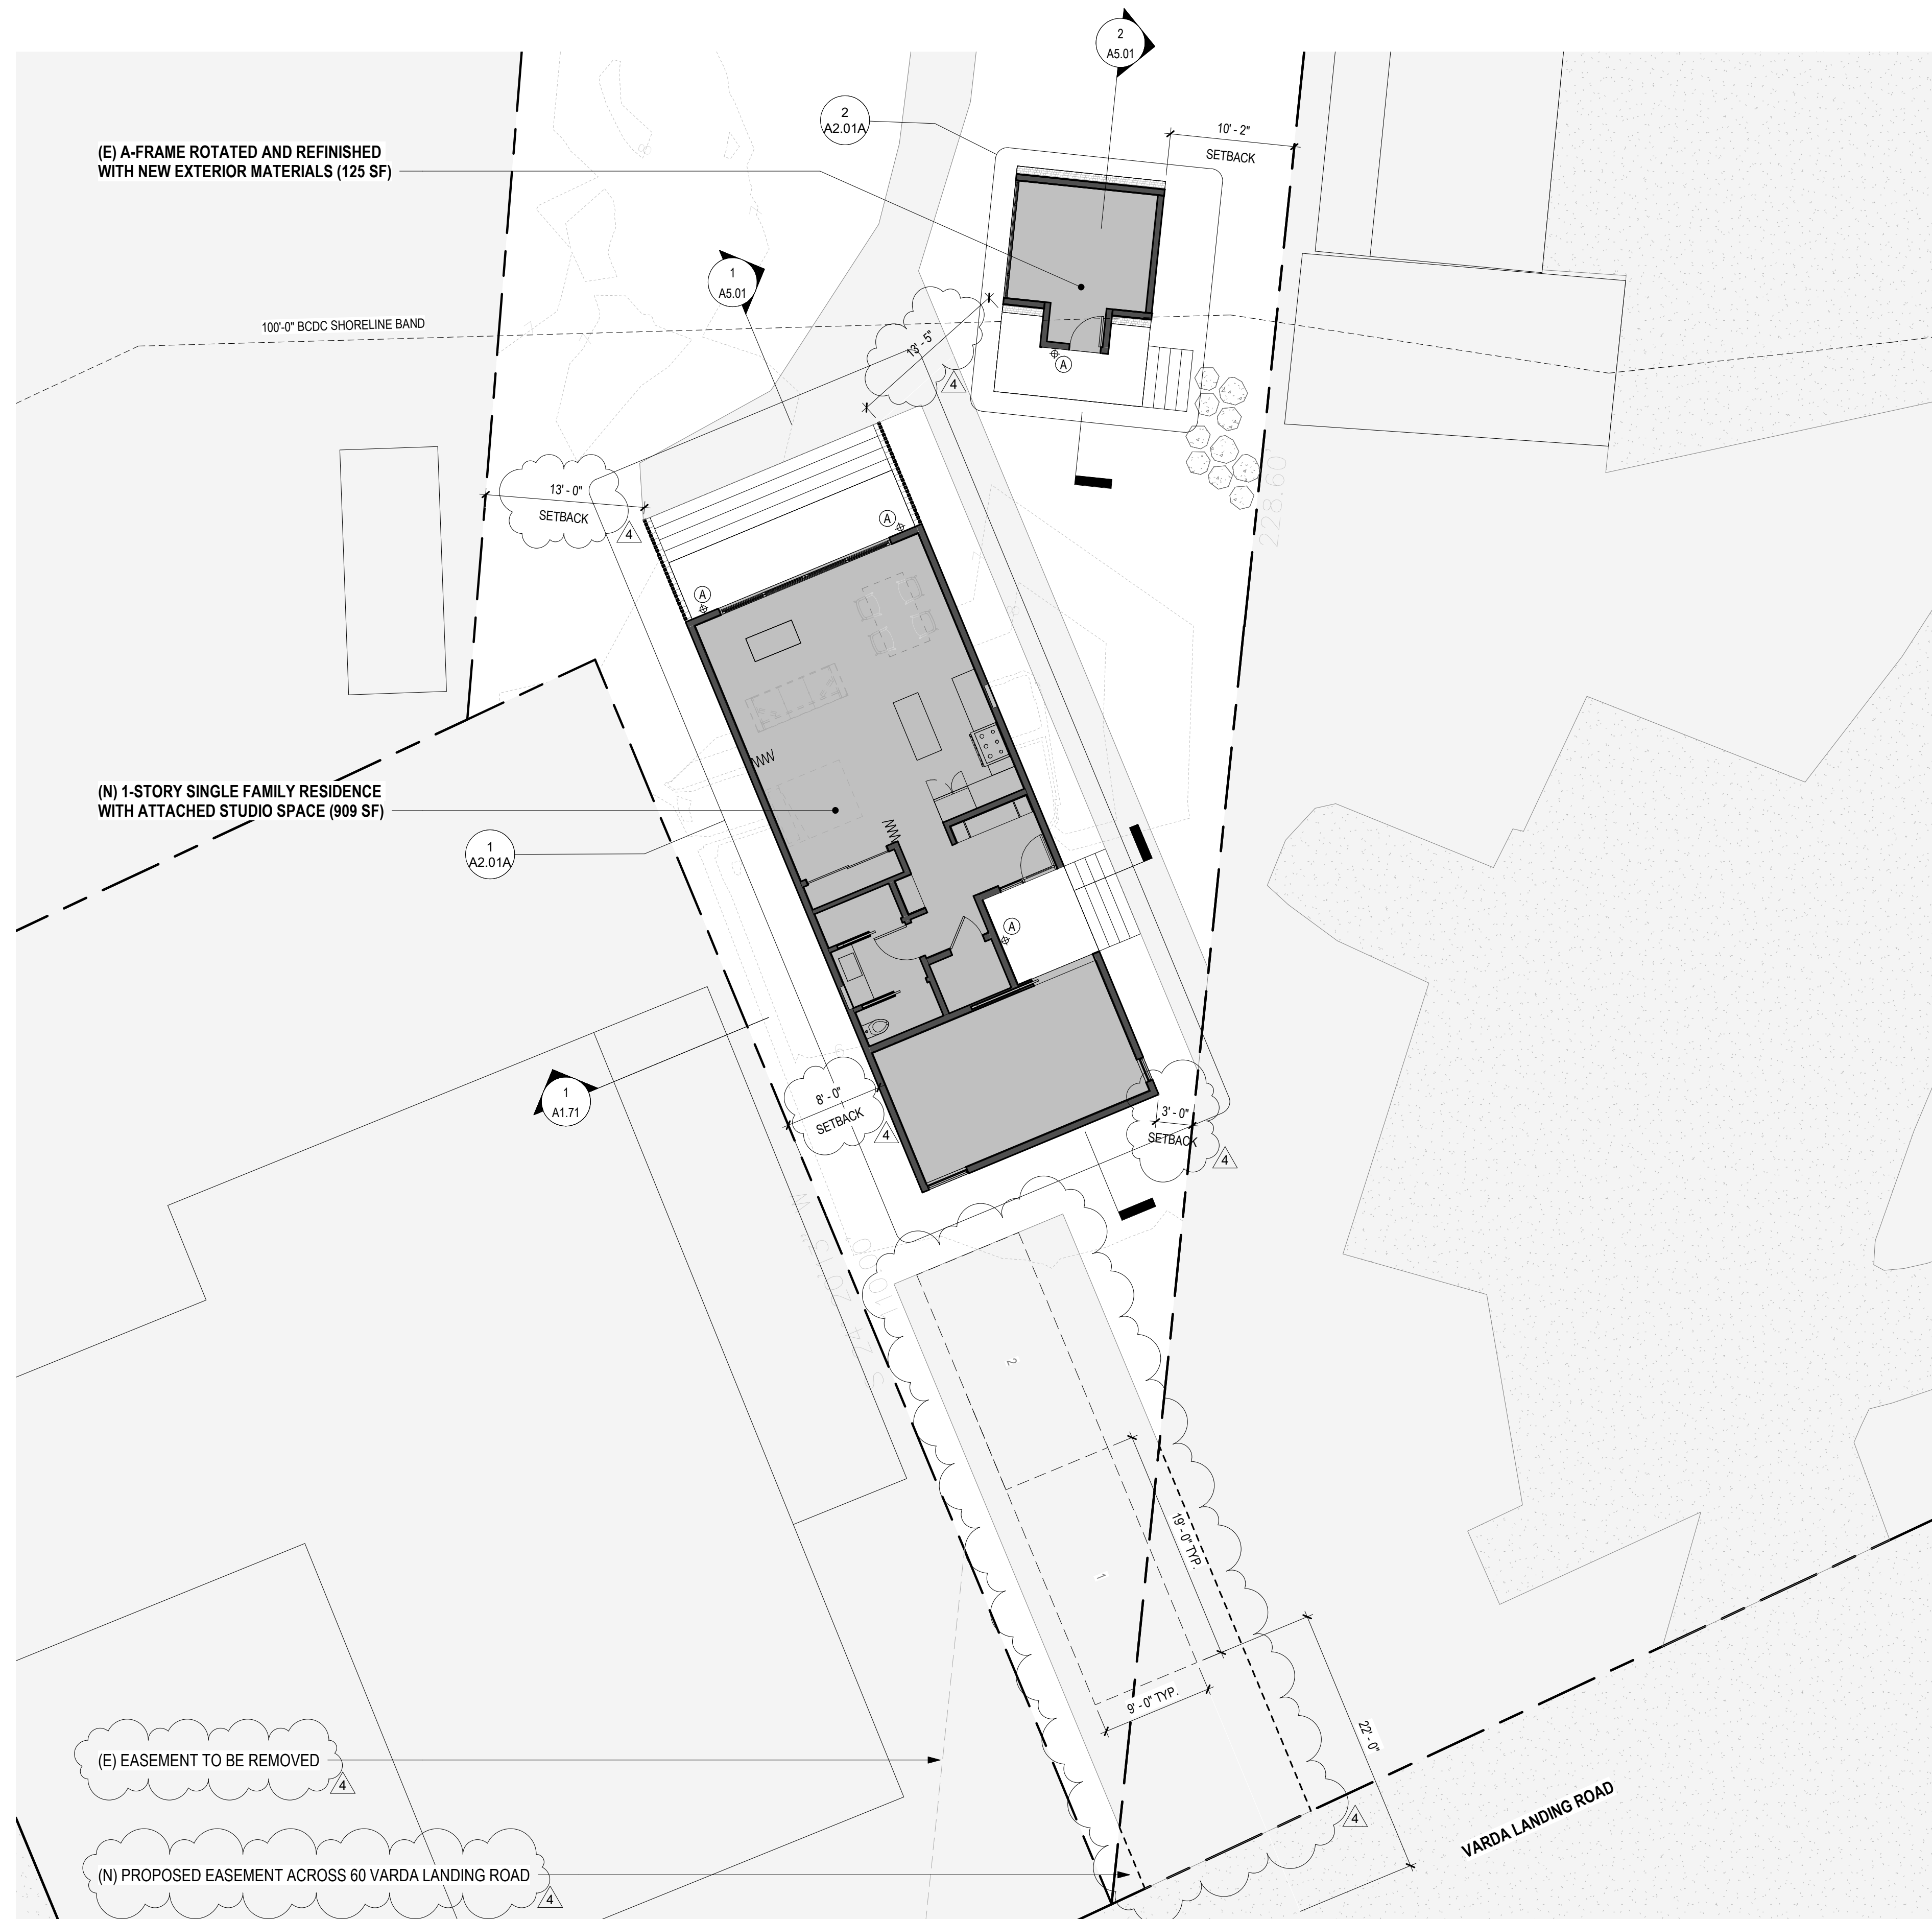 2
A5.01
2
A2.01A
10' - 2"
SETBACK
(E) A-FRAME ROTATED AND REFINISHED
WITH NEW EXTERIOR MATERIALS (125 SF)
1
A5.01
100'-0" BCDC SHORELINE BAND
13' - 5"
4
A
13' - 0"
SETBACK
4
228.60
A
A
(N) 1-STORY SINGLE FAMILY RESIDENCE
WITH ATTACHED STUDIO SPACE (909 SF)
1
A2.01A
A
1
A1.71
8' - 0"
SETBACK
4
3' - 0"
SETBACK
4
2
19' - 0" TYP.
1
9' - 0" TYP.
22' - 0"
(E) EASEMENT TO BE REMOVED
4
VARDA LANDING ROAD
4
(N) PROPOSED EASEMENT ACROSS 60 VARDA LANDING ROAD
4